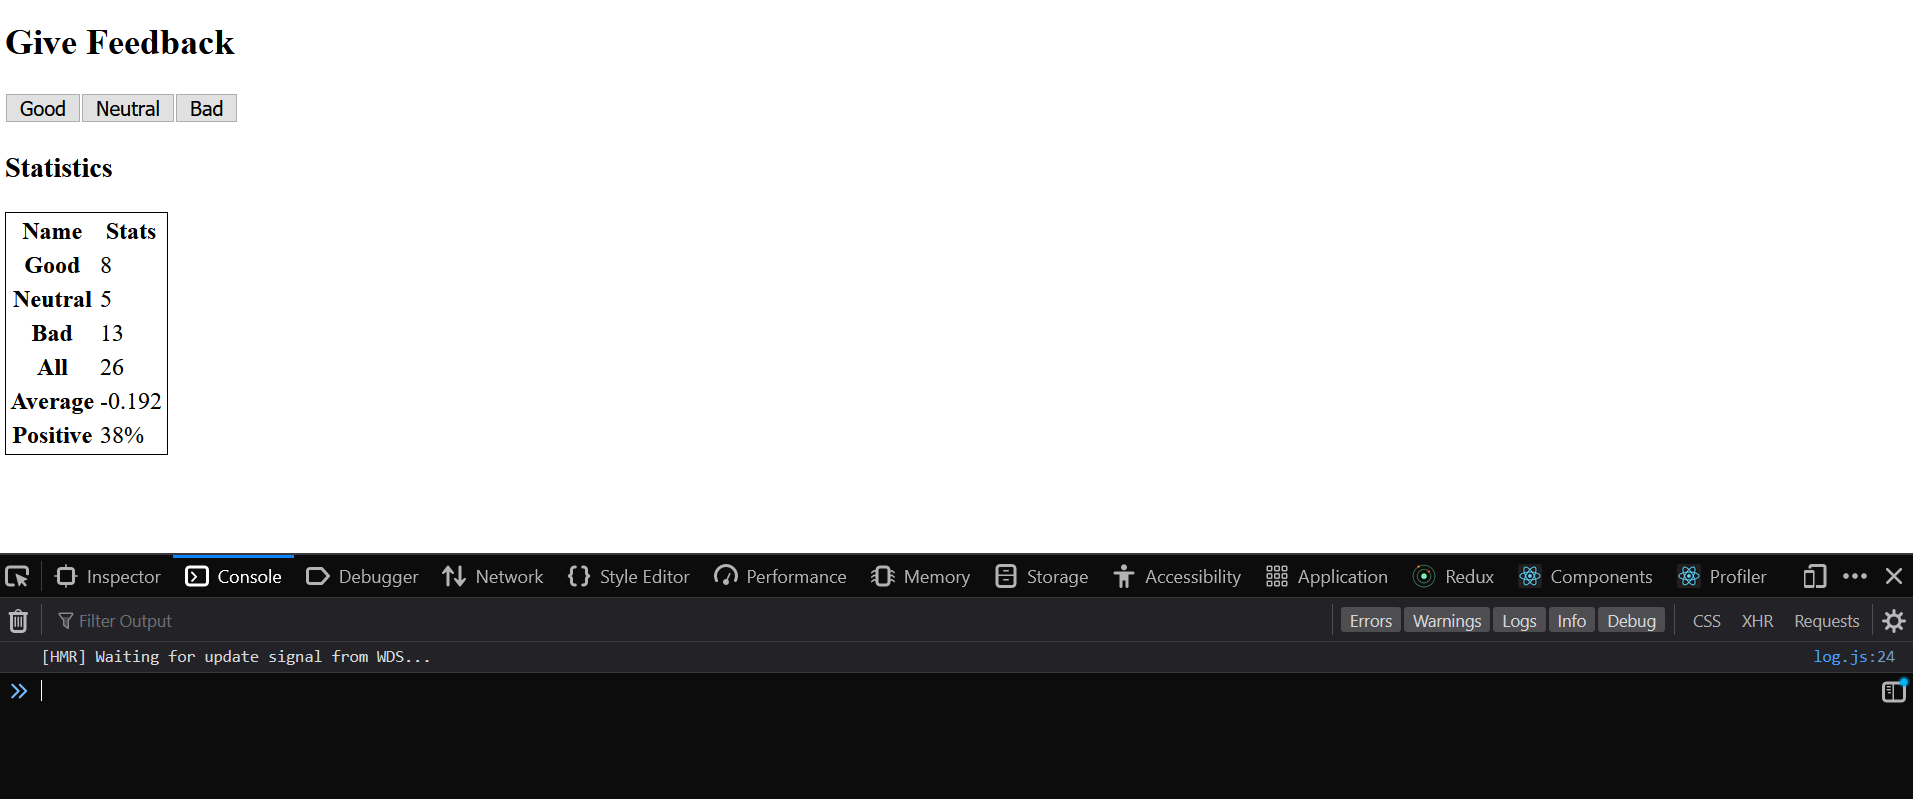 Give Feedback
Good Neutral Bad
Statistics
Name Stats
Good 8
Neutral 5
Bad 13
All 26
Average -0.192
Positive 38%
Inspector Console Debugger Network Style Editor Performance Memory Storage Accessibility Application Redux Components Profiler
Filter Output Errors Warnings Logs Info Debug CSS XHR Requests
[HMR] Waiting for update signal from WDS... log.js:24